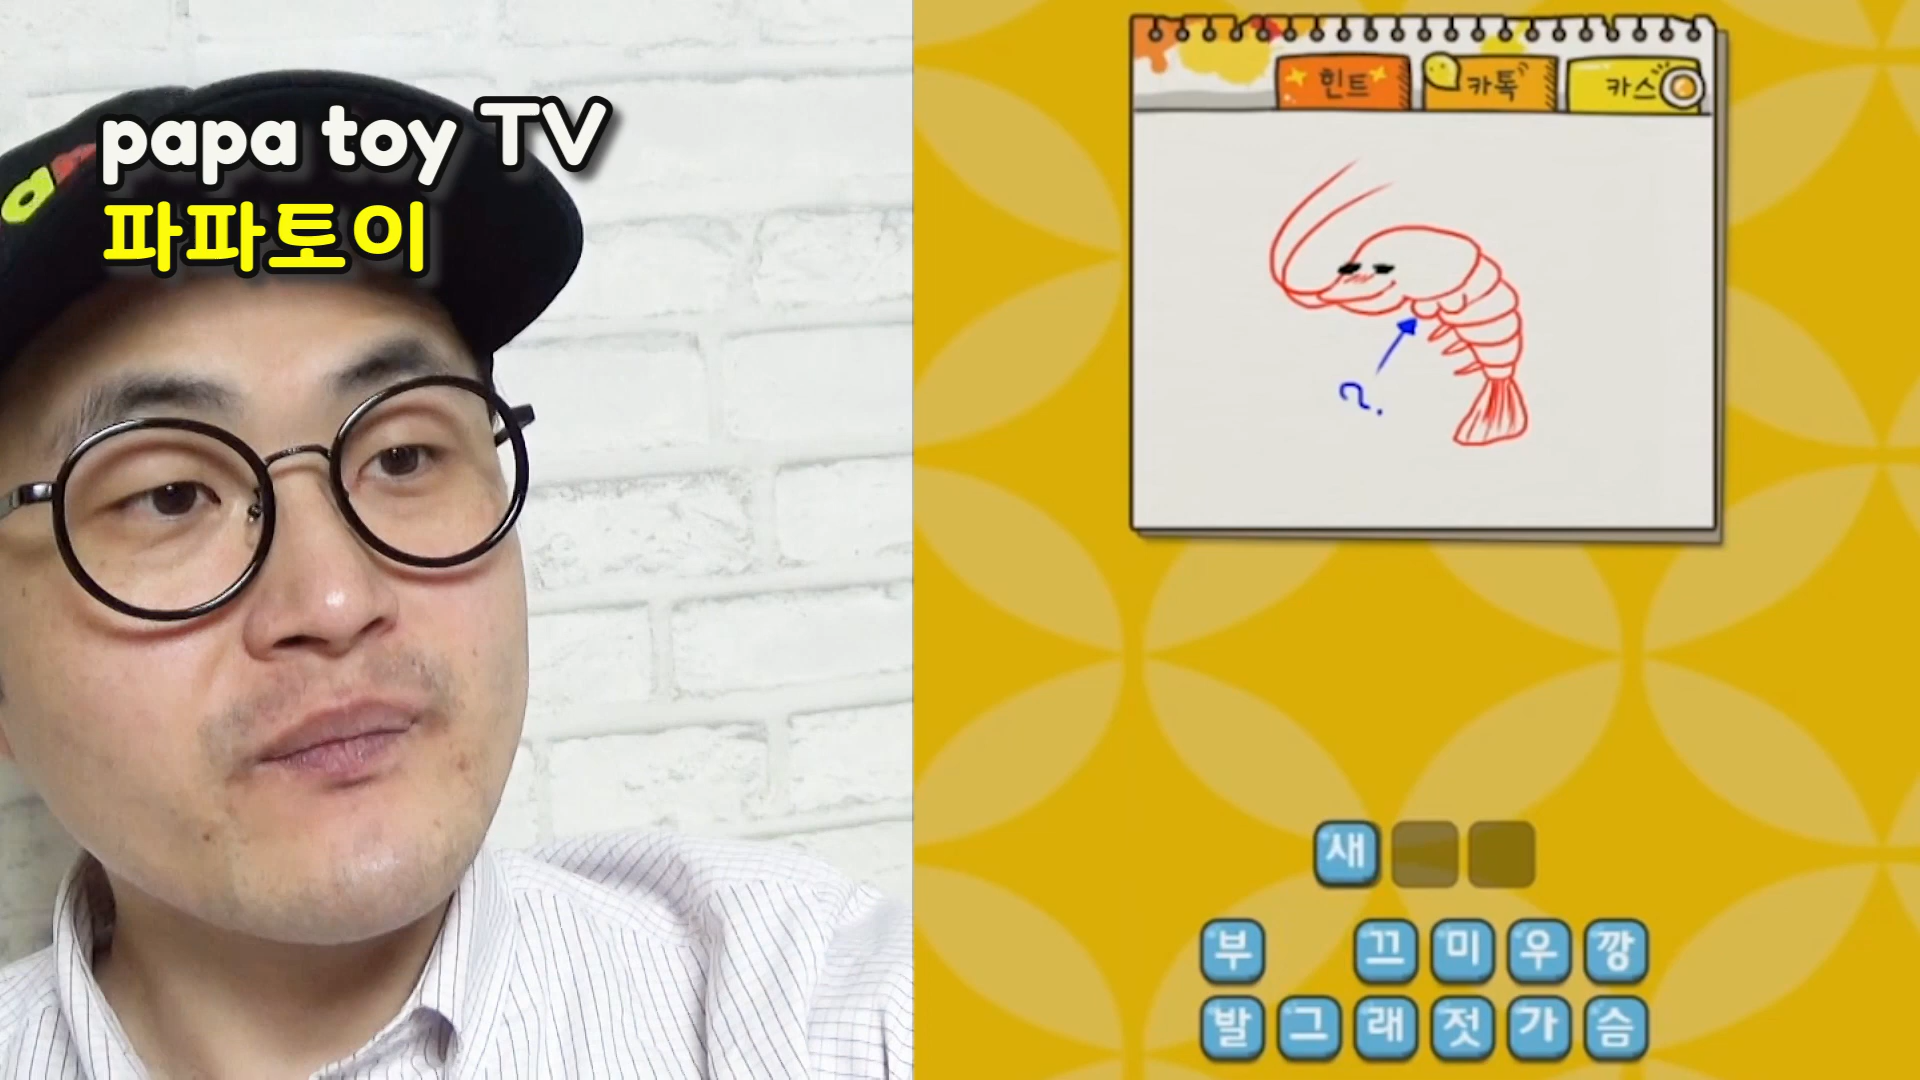 papa toy TV
파파토이
a
힌트 카톡 카스
?
새
부 끄 미 우 깡
발 그 래 젓 가 슴